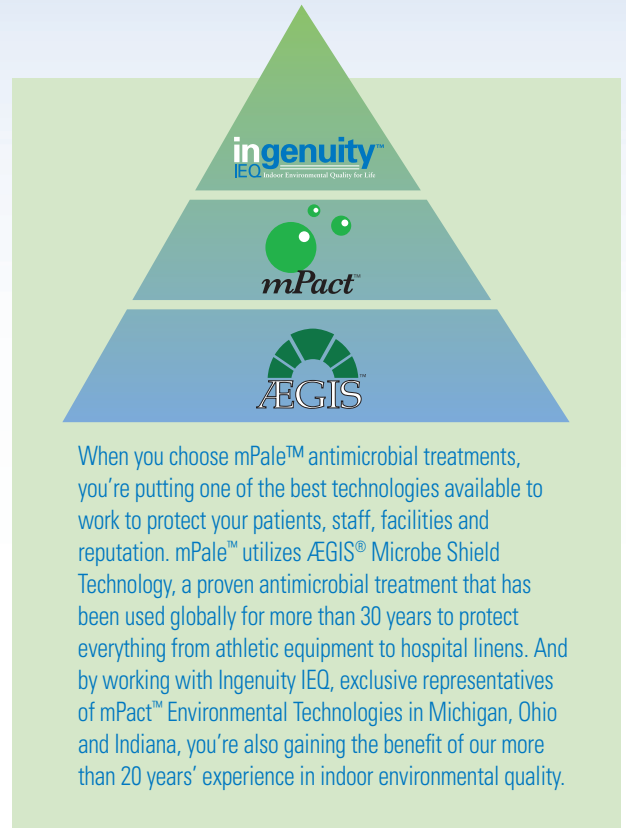 ingenuity™
IEQ Indoor Environmental Quality for Life
mPact™
ÆGIS™
When you choose mPale™ antimicrobial treatments,
you’re putting one of the best technologies available to
work to protect your patients, staff, facilities and
reputation. mPale™ utilizes ÆGIS® Microbe Shield
Technology, a proven antimicrobial treatment that has
been used globally for more than 30 years to protect
everything from athletic equipment to hospital linens. And
by working with Ingenuity IEQ, exclusive representatives
of mPact™ Environmental Technologies in Michigan, Ohio
and Indiana, you’re also gaining the benefit of our more
than 20 years’ experience in indoor environmental quality.